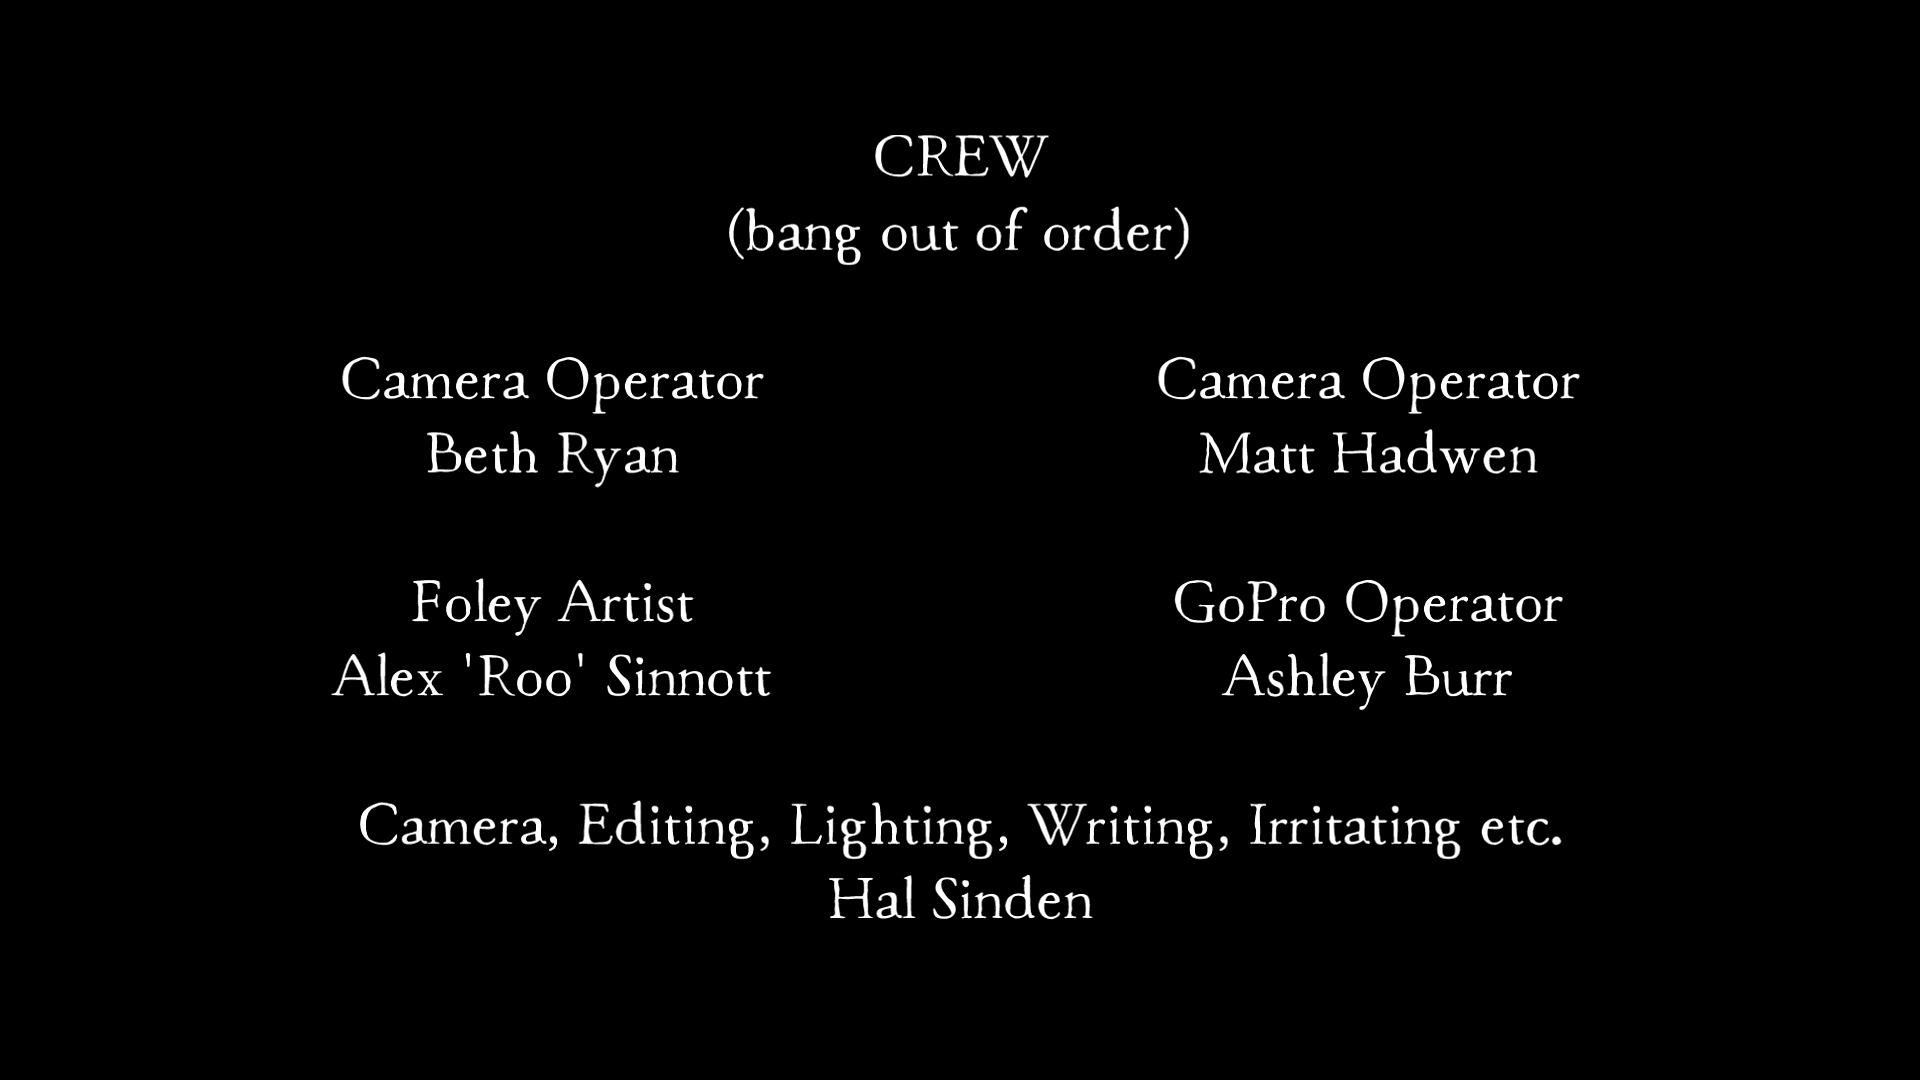 CREW
(bang out of order)
Camera Operator
Beth Ryan
Camera Operator
Matt Hadwen
Foley Artist
Alex 'Roo' Sinnott
GoPro Operator
Ashley Burr
Camera, Editing, Lighting, Writing, Irritating etc.
Hal Sinden